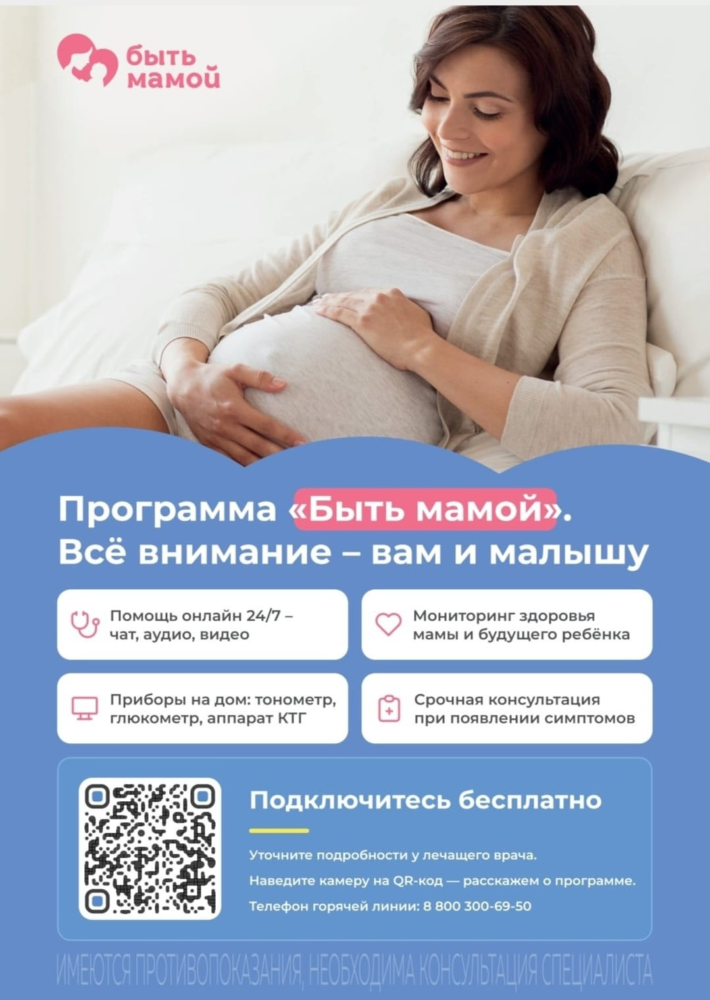 быть
мамой
Программа «Быть мамой».
Всё внимание – вам и малышу
Помощь онлайн 24/7 –
чат, аудио, видео
Мониторинг здоровья
мамы и будущего ребёнка
Приборы на дом: тонометр,
глюкометр, аппарат КТГ
Срочная консультация
при появлении симптомов
Подключитесь бесплатно
Уточните подробности у лечащего врача.
Наведите камеру на QR-код — расскажем о программе.
Телефон горячей линии: 8 800 300-69-50
ИМЕЮТСЯ ПРОТИВОПОКАЗАНИЯ, НЕОБХОДИМА КОНСУЛЬТАЦИЯ СПЕЦИАЛИСТА